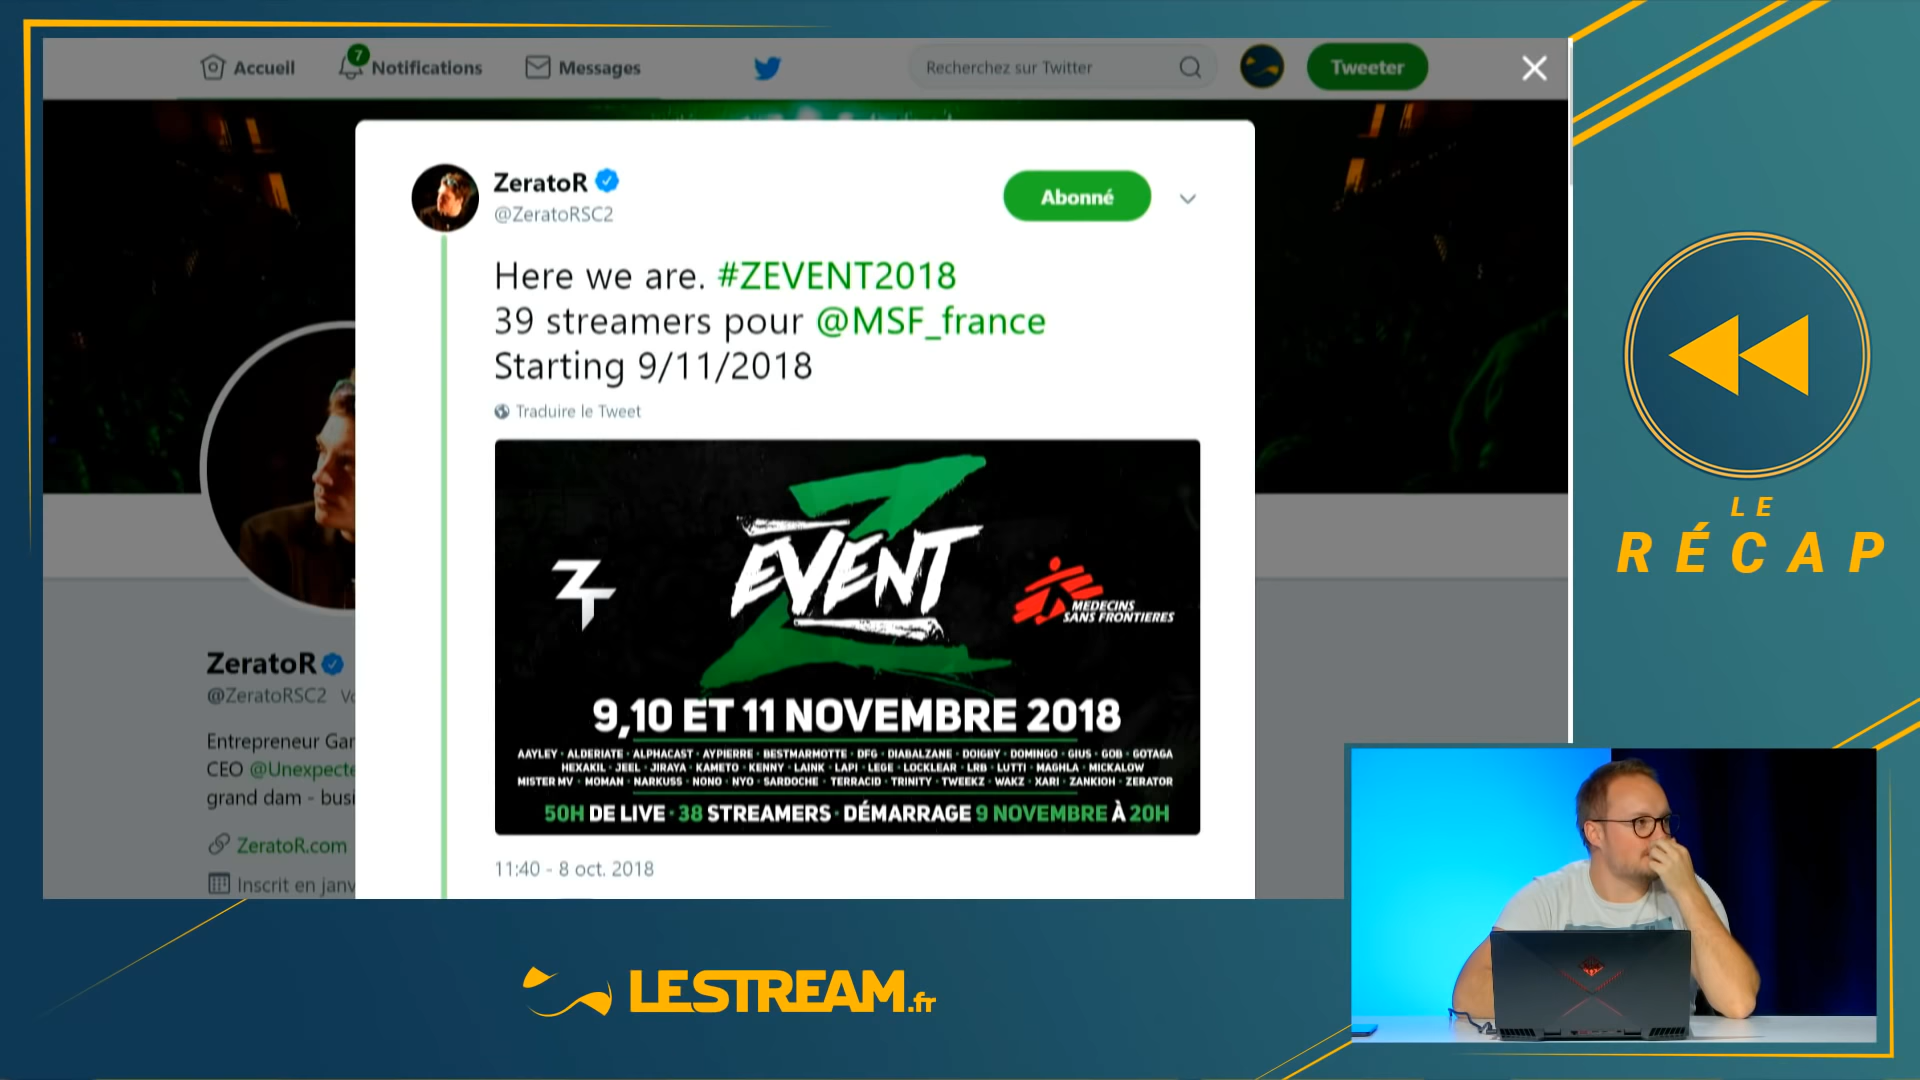 Accueil
7
Notifications
Messages
Recherchez sur Twitter
Tweeter
ZeratoR
@ZeratoRSC2
Abonné
Here we are. #ZEVENT2018
39 streamers pour @MSF_france
Starting 9/11/2018
Traduire le Tweet
Z
EVENT
ZT
MEDECINS
SANS FRONTIERES
9,10 ET 11 NOVEMBRE 2018
AAYLEY · ALDERIATE · ALPHACAST · AYPIERRE · BESTMARMOTTE · DFG · DIABALZANE · DOIGBY · DOMINGO · GIUS · GOB · GOTAGA
HEXAKIL · JEEL · JIRAYA · KAMETO · KENNY · LAINK · LAPI · LEGE · LOCKLEAR · LRB · LUTTI · MAGHLA · MICKALOW
MISTER MV · MOMAN · NARKUSS · NONO · NYO · SARDOCHE · TERRACID · TRINITY · TWEEKZ · WAKZ · XARI · ZANKIOH · ZERATOR
50H DE LIVE · 38 STREAMERS · DÉMARRAGE 9 NOVEMBRE À 20H
11:40 - 8 oct. 2018
ZeratoR
@ZeratoRSC2
Entrepreneur Gar
CEO @Unexpecte
grand dam - busi
ZeratoR.com
Inscrit en janv
LE
RÉCAP
LESTREAM.fr